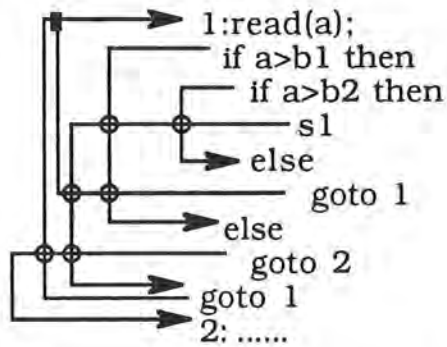 1:read(a);
if a>b1 then
if a>b2 then
s1
else
goto 1
else
goto 2
goto 1
2: ......